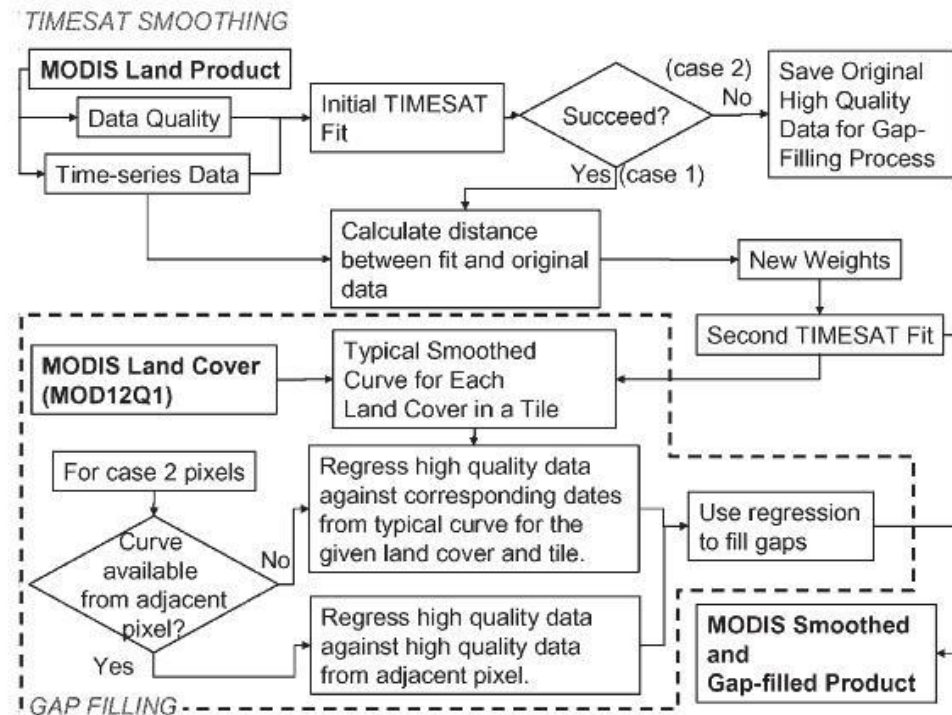 TIMESAT SMOOTHING
MODIS Land Product
Data Quality
Time-series Data
Initial TIMESAT
Fit
Succeed?
(case 2)
No
Save Original
High Quality
Data for Gap-
Filling Process
Yes (case 1)
Calculate distance
between fit and original
data
New Weights
Second TIMESAT Fit
MODIS Land Cover
(MOD12Q1)
Typical Smoothed
Curve for Each
Land Cover in a Tile
For case 2 pixels
Curve
available
from adjacent
pixel?
No
Yes
Regress high quality data
against corresponding dates
from typical curve for the
given land cover and tile.
Regress high quality data
against high quality data
from adjacent pixel.
Use regression
to fill gaps
MODIS Smoothed
and
Gap-filled Product
GAP FILLING